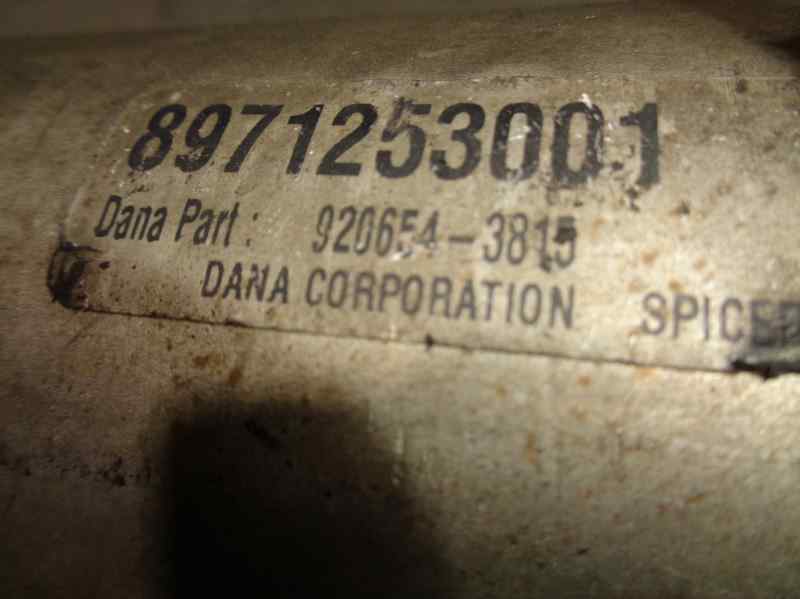 8971253001
Dana Part : 920654-3815
DANA CORPORATION SPICER